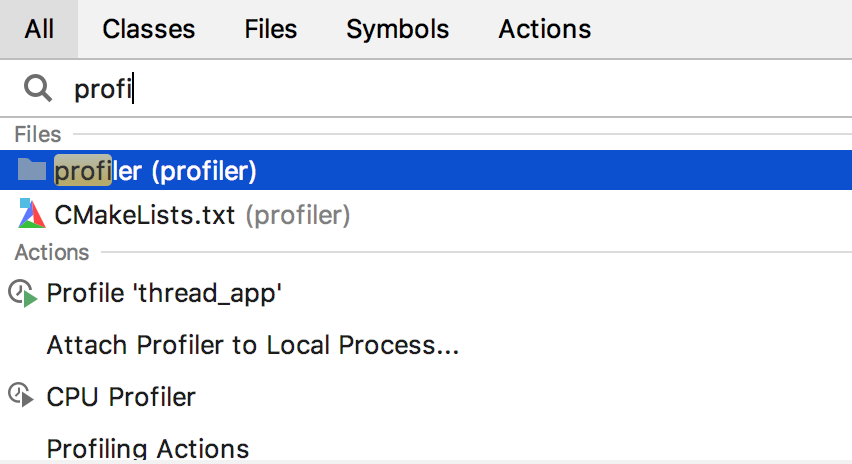 All Classes Files Symbols Actions
profi
Files
profiler (profiler)
CMakeLists.txt (profiler)
Actions
Profile 'thread_app'
Attach Profiler to Local Process...
CPU Profiler
Profiling Actions